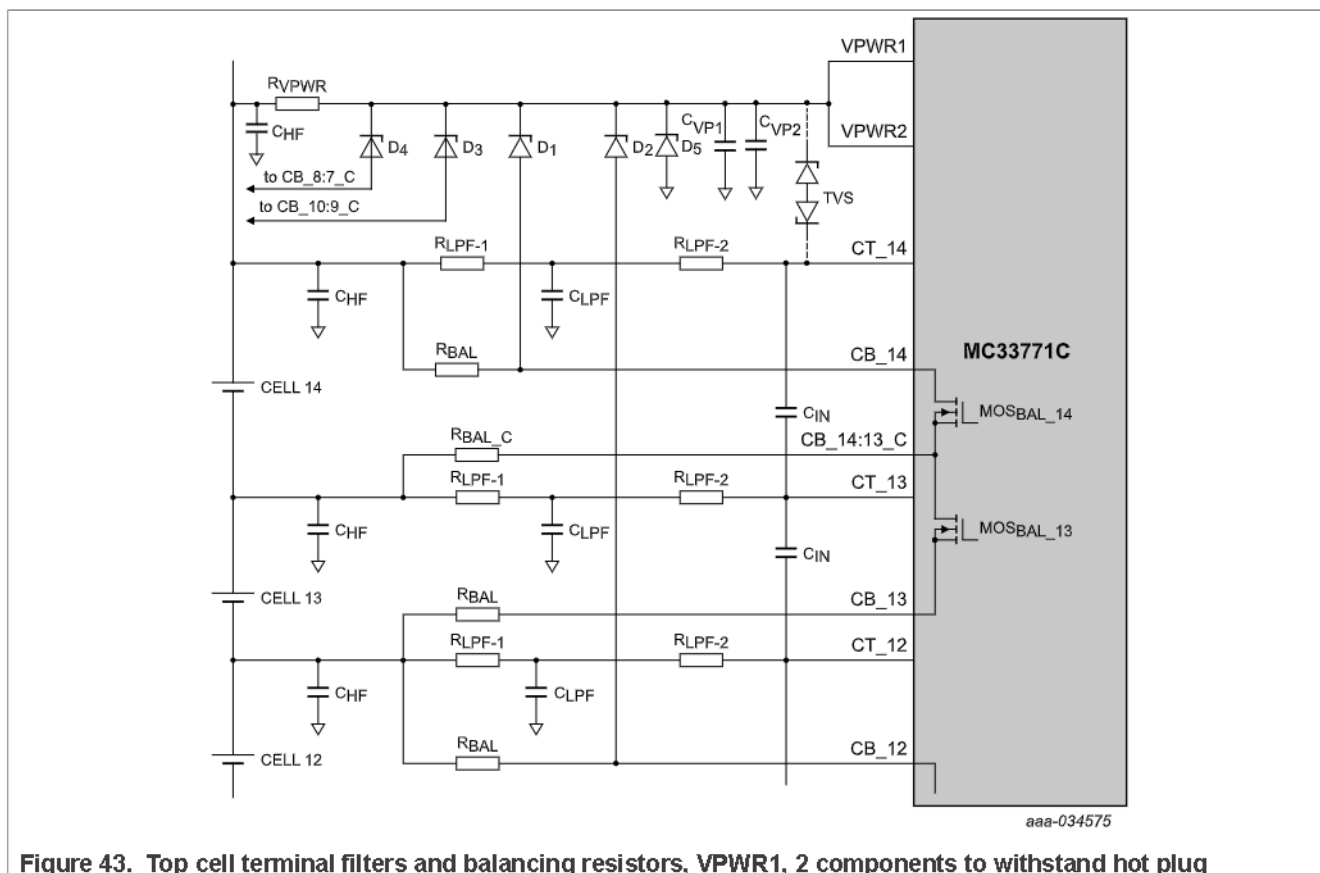 VPWR1
RVPWR
CHF
D4
D3
D1
D2
D5
CVP1
CVP2
VPWR2
to CB_8:7_C
to CB_10:9_C
TVS
RLPF-1
RLPF-2
CT_14
CHF
CLPF
MC33771C
RBAL
CB_14
CELL 14
CIN
MOSBAL_14
RBAL_C
CB_14:13_C
RLPF-1
RLPF-2
CT_13
CHF
CLPF
MOSBAL_13
CIN
CELL 13
RBAL
CB_13
RLPF-1
RLPF-2
CT_12
CHF
CLPF
RBAL
CB_12
CELL 12
aaa-034575
Figure 43. Top cell terminal filters and balancing resistors, VPWR1, 2 components to withstand hot plug